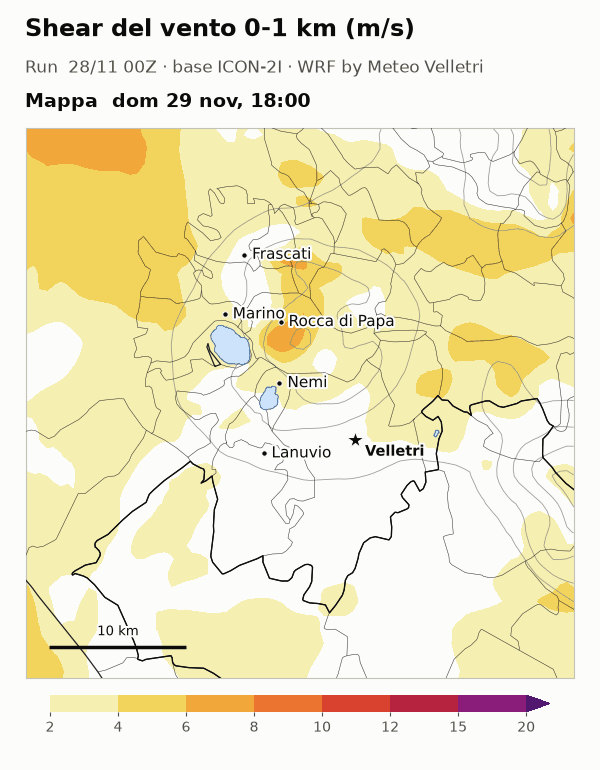 Shear del vento 0-1 km (m/s)
Run  28/11 00Z · base ICON-2I · WRF by Meteo Velletri
Mappa  dom 29 nov, 18:00
Frascati
Marino
Rocca di Papa
Nemi
Velletri
Lanuvio
10 km
2 4 6 8 10 12 15 20